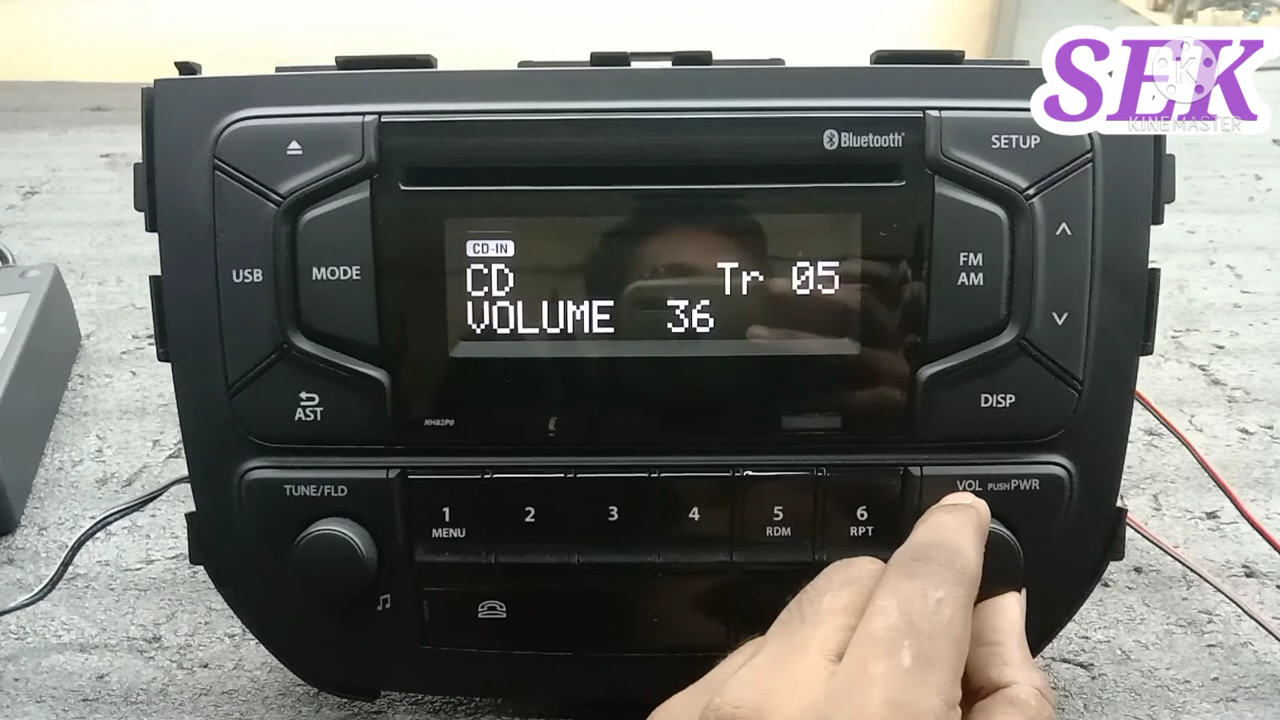 SEK
KINEMASTER
Bluetooth
SETUP
CD-IN
CD Tr 05
VOLUME 36
USB
MODE
FM
AM
AST
DISP
TUNE/FLD
VOL PUSH PWR
1
MENU
2
3
4
5
RDM
6
RPT